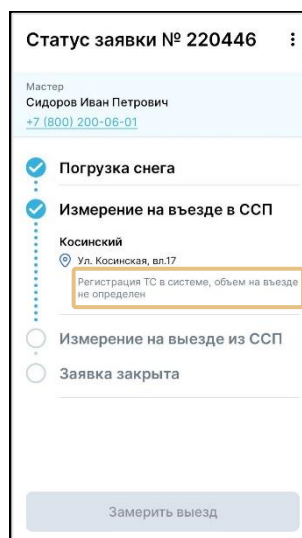 Статус заявки № 220446
Мастер
Сидоров Иван Петрович
+7 (800) 200-06-01
Погрузка снега
Измерение на въезде в ССП
Косинский
Ул. Косинская, вл.17
Регистрация ТС в системе, объем на въезде
не определен
Измерение на выезде из ССП
Заявка закрыта
Замерить выезд